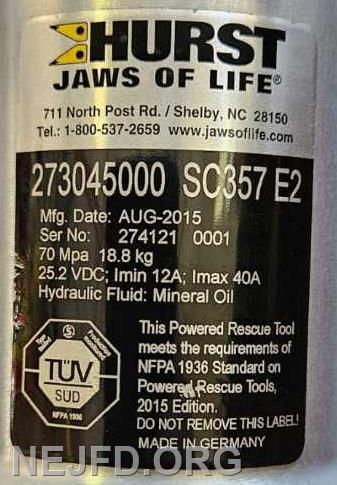 HURST
JAWS OF LIFE®
711 North Post Rd. / Shelby, NC 28150
Tel.: 1-800-537-2659 www.jawsoflife.com
273045000 SC357 E2
Mfg. Date: AUG-2015
Ser No: 274121 0001
70 Mpa 18.8 kg
25.2 VDC; Imin 12A; Imax 40A
Hydraulic Fluid: Mineral Oil
TÜV
SUD
NFPA 1936
This Powered Rescue Tool
meets the requirements of
NFPA 1936 Standard on
Powered Rescue Tools,
2015 Edition.
DO NOT REMOVE THIS LABEL!
MADE IN GERMANY
NEJFD.ORG